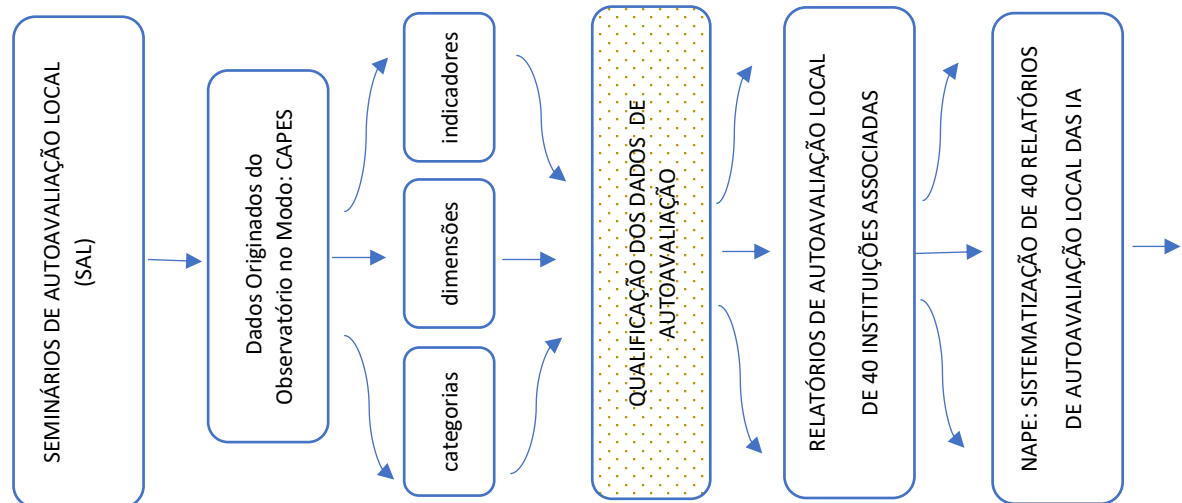 SEMINÁRIOS DE AUTOAVALIAÇÃO LOCAL
(SAL)
Dados Originados do
Observatório no Modo: CAPES
categorias
dimensões
indicadores
QUALIFICAÇÃO DOS DADOS DE
AUTOAVALIAÇÃO
RELATÓRIOS DE AUTOAVALIAÇÃO LOCAL
DE 40 INSTITUIÇÕES ASSOCIADAS
NAPE: SISTEMATIZAÇÃO DE 40 RELATÓRIOS
DE AUTOAVALIAÇÃO LOCAL DAS IA